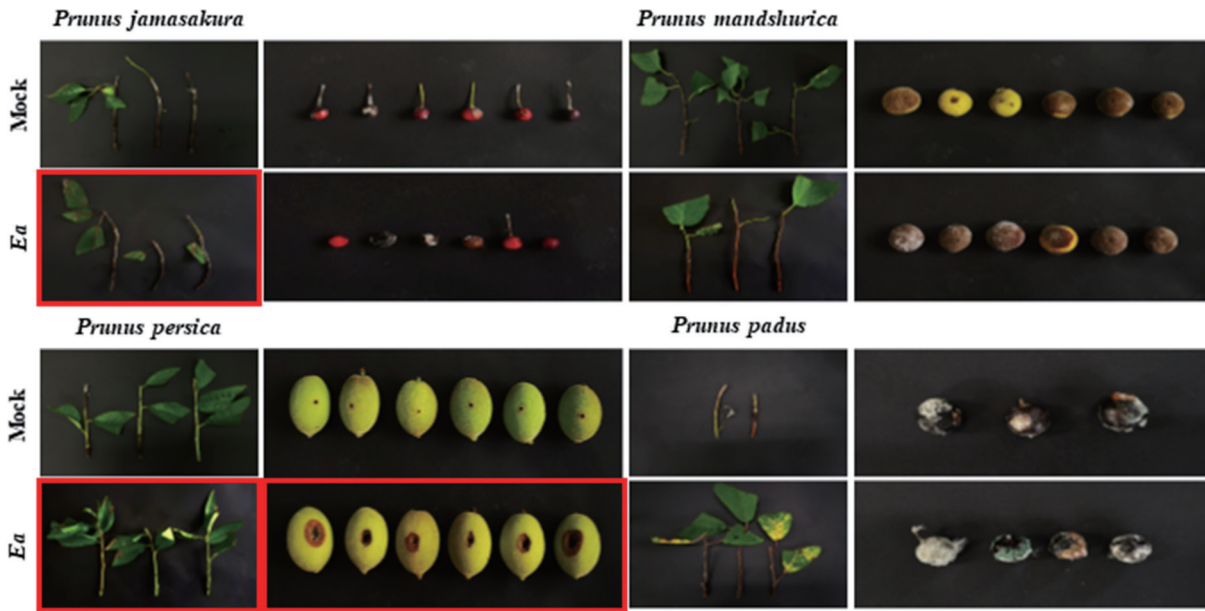 Prunus jamasakura
Prunus mandshurica
Mock
Ea
Prunus persica
Prunus padus
Mock
Ea